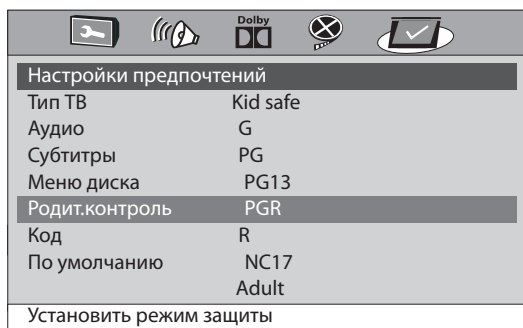 Dolby
Настройки предпочтений
Тип ТВ Kid safe
Аудио G
Субтитры PG
Меню диска PG13
Родит.контроль PGR
Код R
По умолчанию NC17
Adult
Установить режим защиты